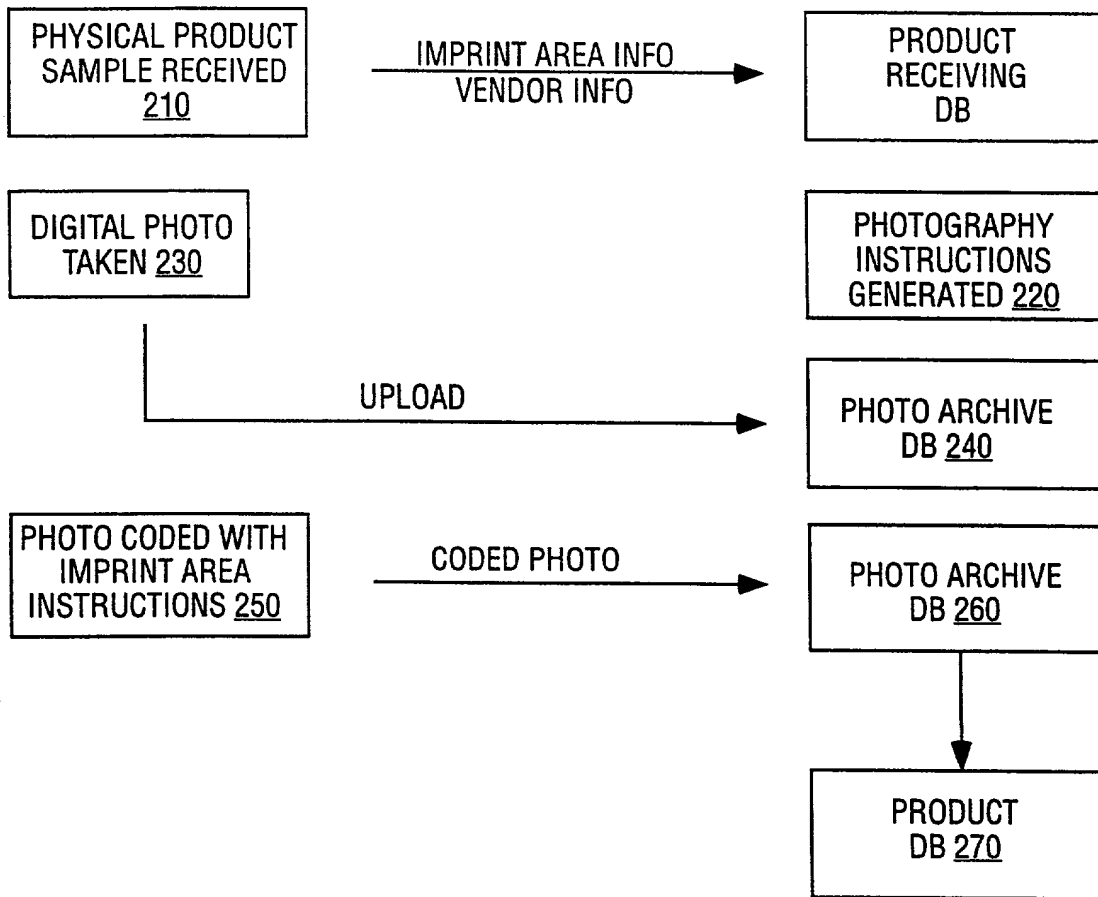 PHYSICAL PRODUCT
SAMPLE RECEIVED
210
IMPRINT AREA INFO
VENDOR INFO
PRODUCT
RECEIVING
DB
DIGITAL PHOTO
TAKEN 230
PHOTOGRAPHY
INSTRUCTIONS
GENERATED 220
UPLOAD
PHOTO ARCHIVE
DB 240
PHOTO CODED WITH
IMPRINT AREA
INSTRUCTIONS 250
CODED PHOTO
PHOTO ARCHIVE
DB 260
PRODUCT
DB 270